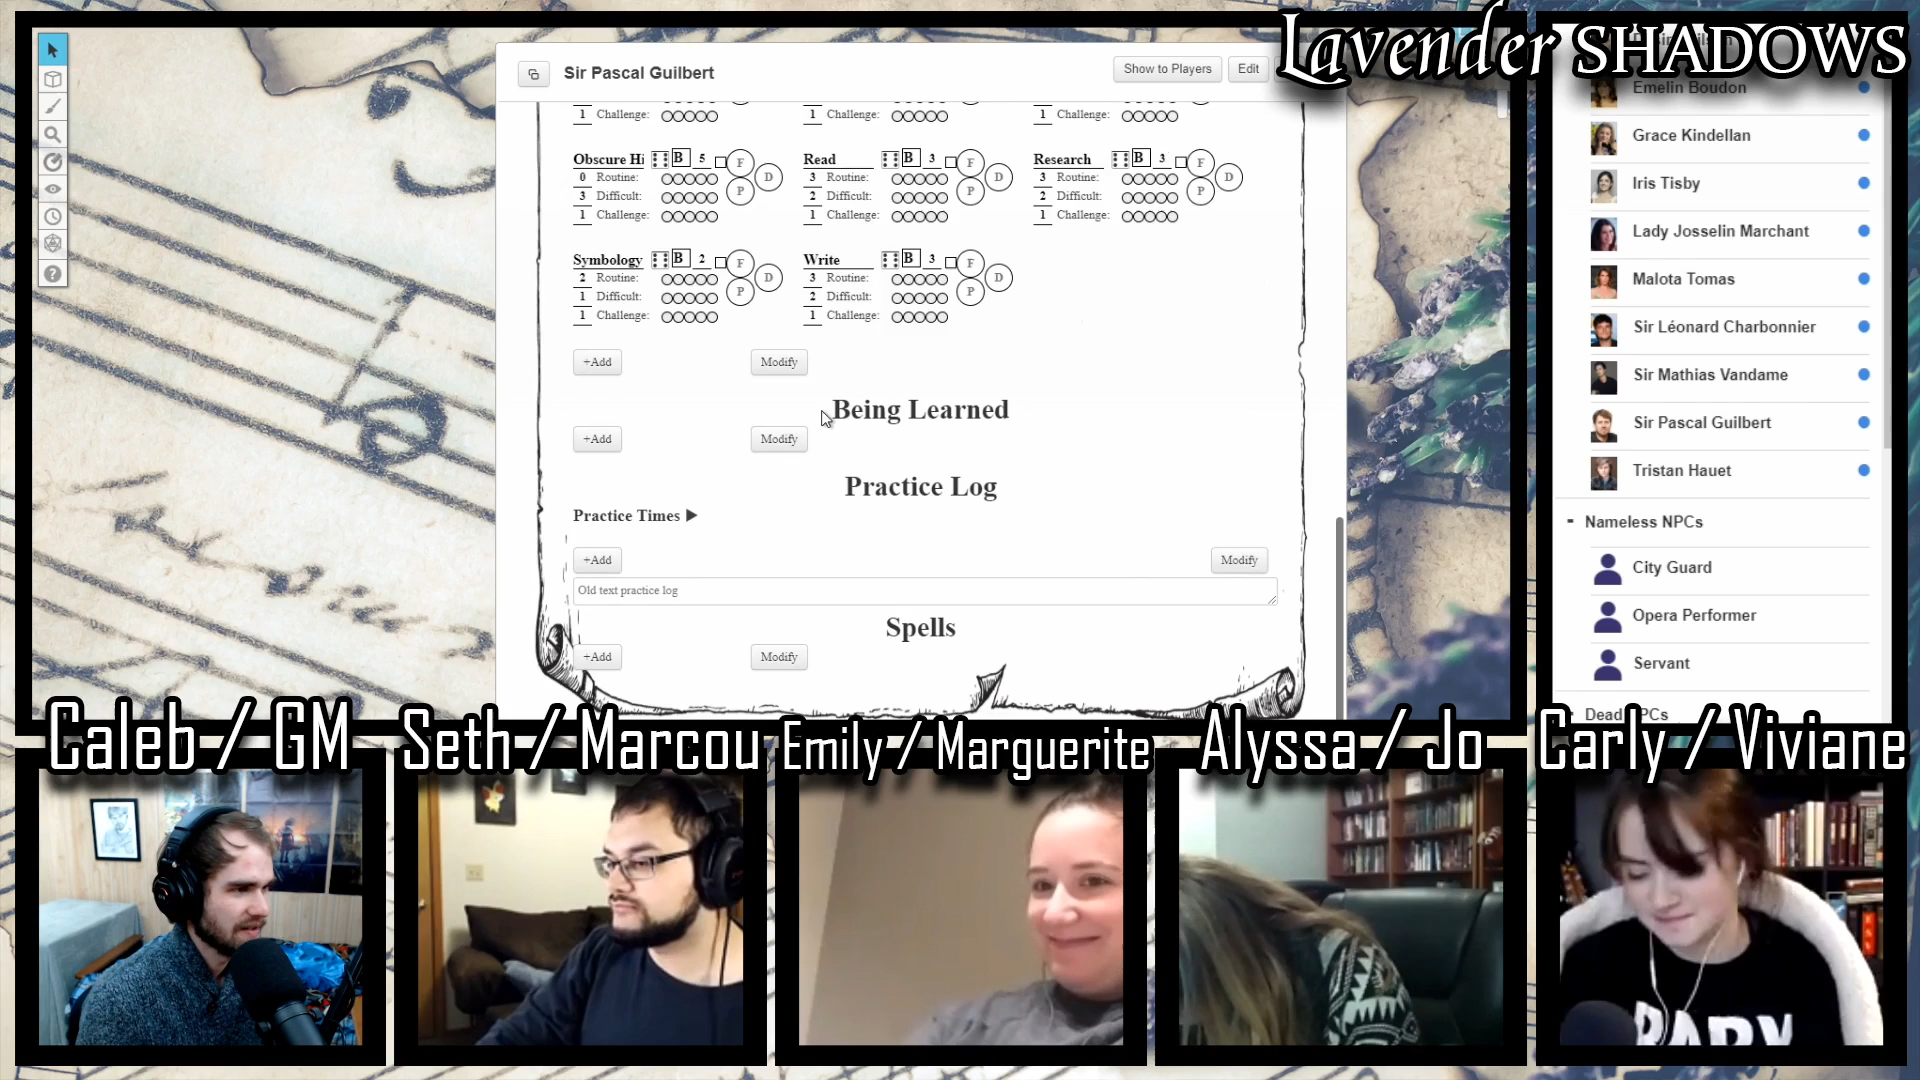 Lavender SHADOWS
Sir Pascal Guilbert
Show to Players
Edit
1 Challenge:
1 Challenge:
1 Challenge:
Obscure Hi B 5 F D P
0 Routine:
3 Difficult:
1 Challenge:
Read B 3 F D P
3 Routine:
2 Difficult:
1 Challenge:
Research B 3 F D P
3 Routine:
2 Difficult:
1 Challenge:
Symbology B 2 F D P
2 Routine:
1 Difficult:
1 Challenge:
Write B 3 F D P
3 Routine:
2 Difficult:
1 Challenge:
+Add
Modify
Being Learned
+Add
Modify
Practice Log
Practice Times
+Add
Modify
Old text practice log
Spells
+Add
Modify
Emelin Boudon
Grace Kindellan
Iris Tisby
Lady Josselin Marchant
Malota Tomas
Sir Léonard Charbonnier
Sir Mathias Vandame
Sir Pascal Guilbert
Tristan Hauet
Nameless NPCs
City Guard
Opera Performer
Servant
Caleb / GM
Seth / Marcou
Emily / Marguerite
Alyssa / Jo
Carly / Viviane